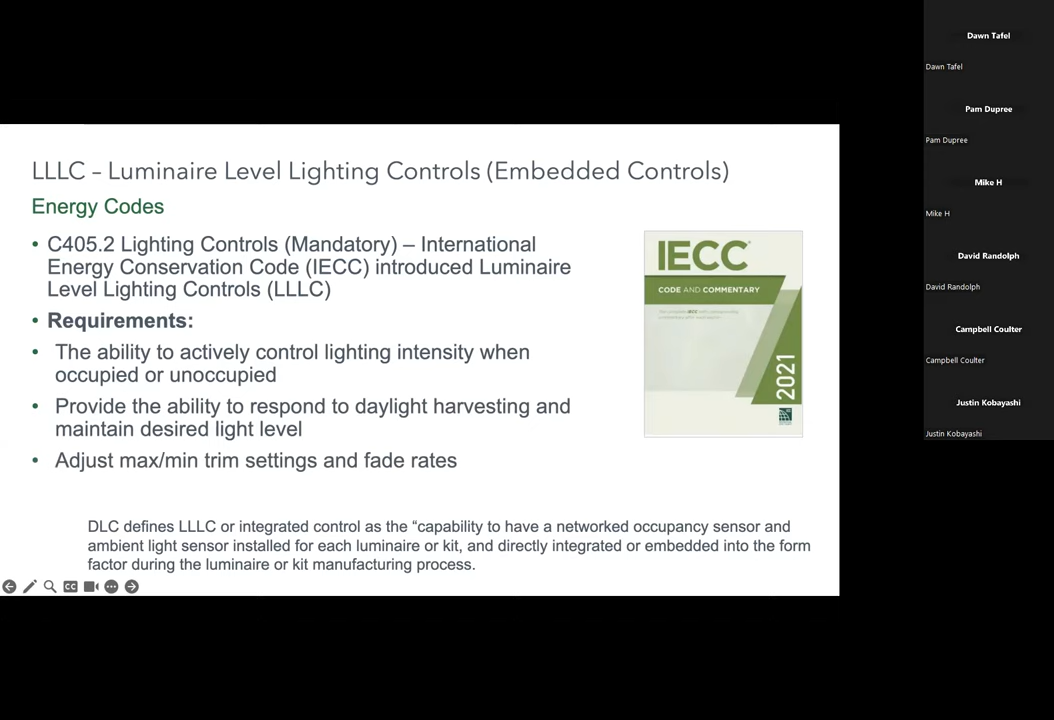 LLLC – Luminaire Level Lighting Controls (Embedded Controls)
Energy Codes
• C405.2 Lighting Controls (Mandatory) – International
Energy Conservation Code (IECC) introduced Luminaire
Level Lighting Controls (LLLC)
• Requirements:
• The ability to actively control lighting intensity when
occupied or unoccupied
• Provide the ability to respond to daylight harvesting and
maintain desired light level
• Adjust max/min trim settings and fade rates
DLC defines LLLC or integrated control as the “capability to have a networked occupancy sensor and
ambient light sensor installed for each luminaire or kit, and directly integrated or embedded into the form
factor during the luminaire or kit manufacturing process.
IECC
CODE AND COMMENTARY
2021
CC
Dawn Tafel
Dawn Tafel
Pam Dupree
Pam Dupree
Mike H
Mike H
David Randolph
David Randolph
Campbell Coulter
Campbell Coulter
Justin Kobayashi
Justin Kobayashi